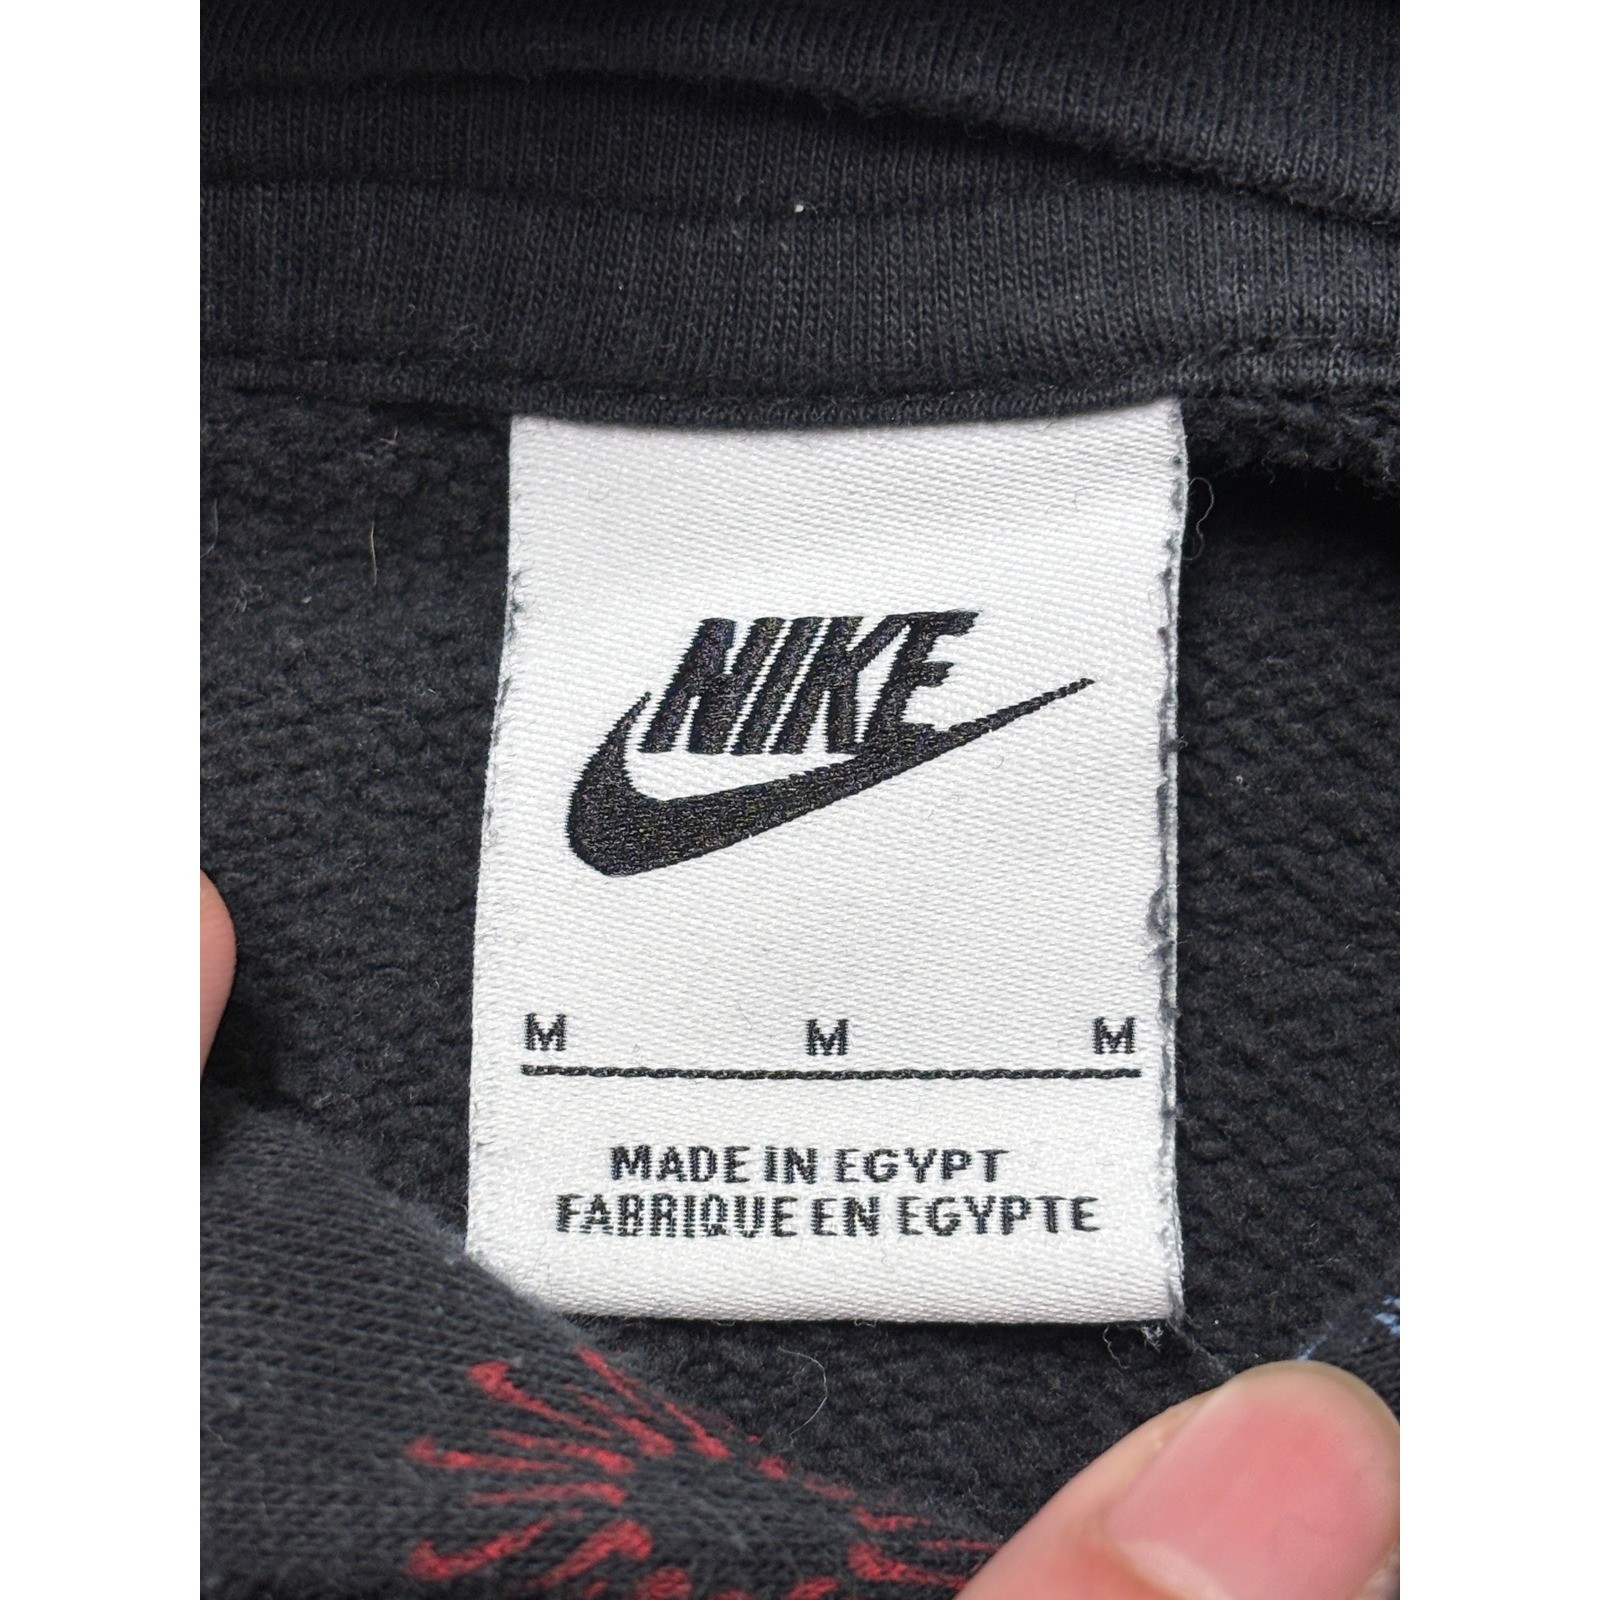 NIKE
M M M
MADE IN EGYPT
FABRIQUE EN EGYPTE